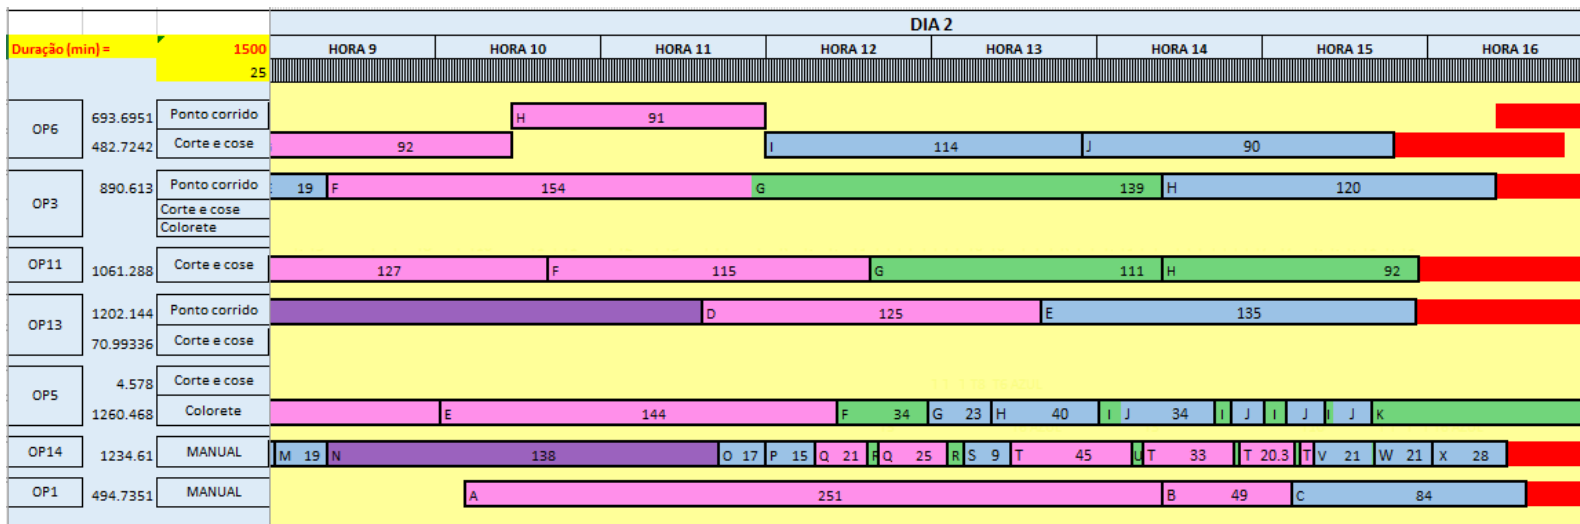 DIA 2
Duração (min) = 1500 HORA 9 HORA 10 HORA 11 HORA 12 HORA 13 HORA 14 HORA 15 HORA 16
25
OP6 693.6951 Ponto corrido H 91
482.7242 Corte e cose 92 I 114 J 90
OP3 890.613 Ponto corrido 19 F 154 G 139 H 120
Corte e cose
Colorete
OP11 1061.288 Corte e cose 127 F 115 G 111 H 92
OP13 1202.144 Ponto corrido D 125 E 135
70.99336 Corte e cose
OP5 4.578 Corte e cose
1260.468 Colorete E 144 F 34 G 23 H 40 I J 34 I J I J I J K
OP14 1234.61 MANUAL M 19 N 138 O 17 P 15 Q 21 R Q 25 R S 9 T 45 U T 33 T 20.3 T V 21 W 21 X 28
OP1 494.7351 MANUAL A 251 B 49 C 84